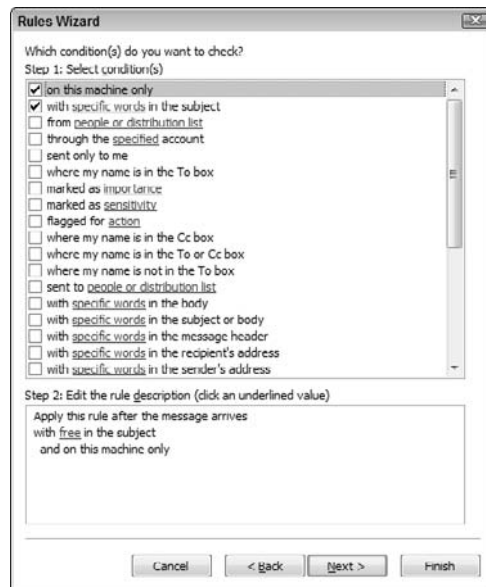 Rules Wizard
Which condition(s) do you want to check?
Step 1: Select condition(s)
on this machine only
with specific words in the subject
from people or distribution list
through the specified account
sent only to me
where my name is in the To box
marked as importance
marked as sensitivity
flagged for action
where my name is in the Cc box
where my name is in the To or Cc box
where my name is not in the To box
sent to people or distribution list
with specific words in the body
with specific words in the subject or body
with specific words in the message header
with specific words in the recipient's address
with specific words in the sender's address
Step 2: Edit the rule description (click an underlined value)
Apply this rule after the message arrives
with free in the subject
and on this machine only
Cancel < Back Next > Finish